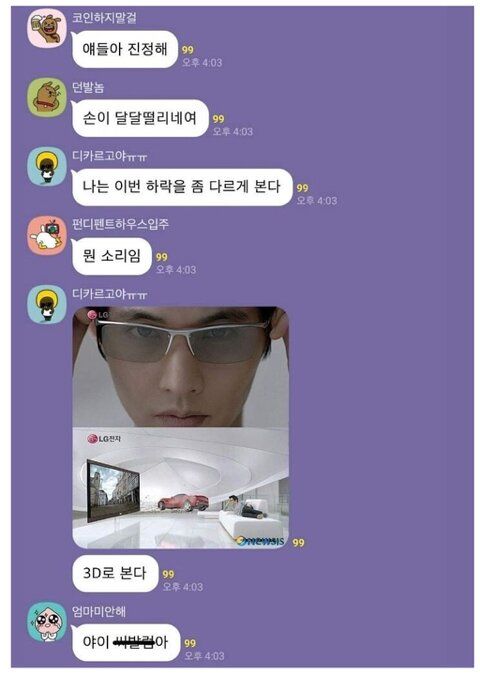 코인하지말걸
얘들아 진정해
99
오후 4:03
던발놈
손이 달달떨리네여
99
오후 4:03
디카르고야ㅠㅠ
나는 이번 하락을 좀 다르게 본다
99
오후 4:03
펀디펜트하우스입주
뭔 소리임
99
오후 4:03
디카르고야ㅠㅠ
LG
LG전자
NEWSIS
99
3D로 본다
99
오후 4:03
엄마미안해
야이 씨발럼아
99
오후 4:03